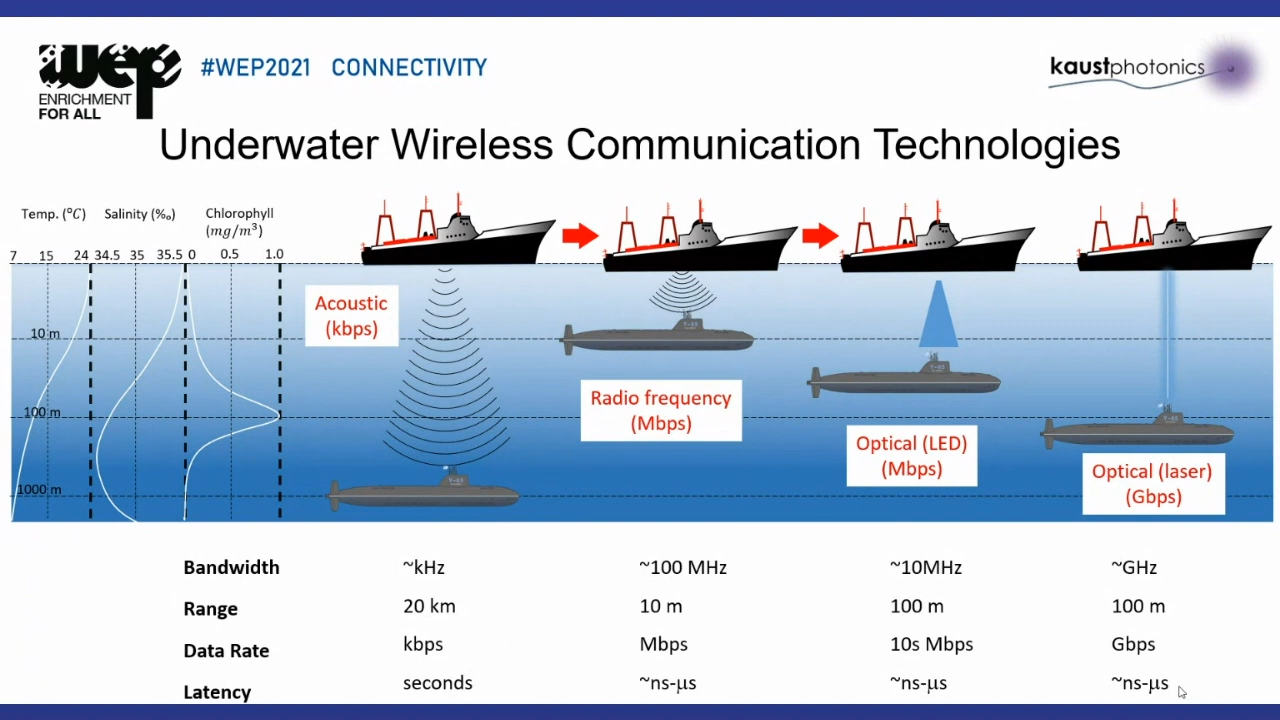 wep
ENRICHMENT
FOR ALL
#WEP2021 CONNECTIVITY
kaustphotonics
Underwater Wireless Communication Technologies
Temp. (°C) Salinity (‰) Chlorophyll
(mg/m³)
7 15 24 34.5 35 35.5 0 0.5 1.0
10 m
100 m
1000 m
Acoustic
(kbps)
Radio frequency
(Mbps)
Optical (LED)
(Mbps)
Optical (laser)
(Gbps)
Bandwidth ~kHz ~100 MHz ~10MHz ~GHz
Range 20 km 10 m 100 m 100 m
Data Rate kbps Mbps 10s Mbps Gbps
Latency seconds ~ns-μs ~ns-μs ~ns-μs